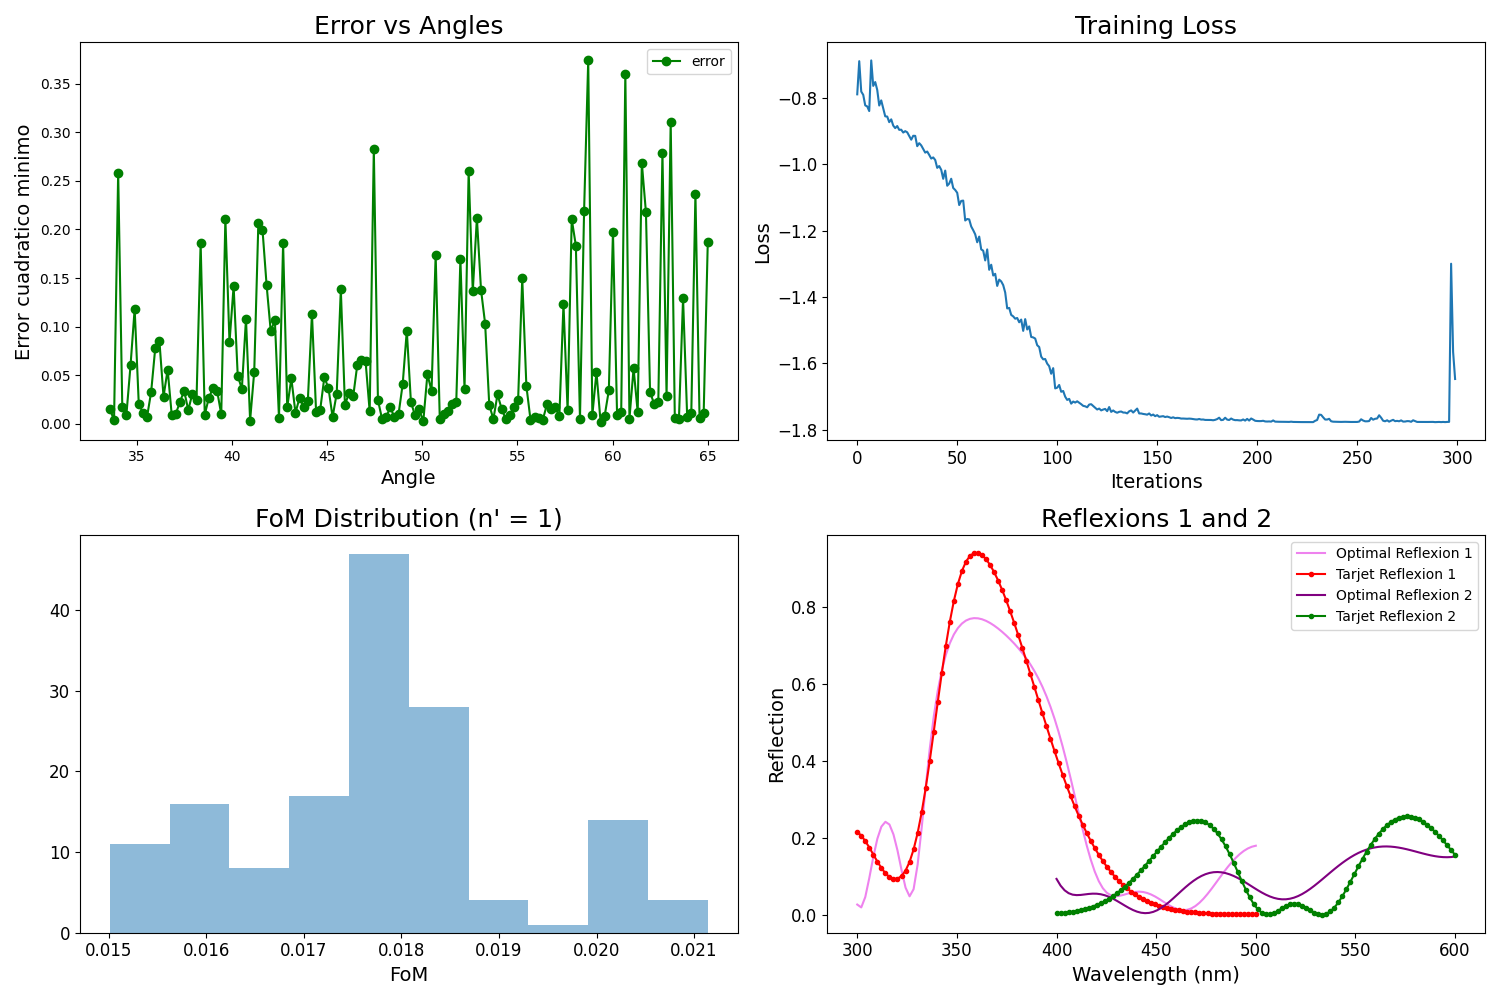 Error vs Angles
Error cuadratico minimo
0.35
0.30
0.25
0.20
0.15
0.10
0.05
0.00
error
35 40 45 50 55 60 65
Angle
Training Loss
Loss
−0.8
−1.0
−1.2
−1.4
−1.6
−1.8
0 50 100 150 200 250 300
Iterations
FoM Distribution (n' = 1)
40
30
20
10
0
0.015 0.016 0.017 0.018 0.019 0.020 0.021
FoM
Reflexions 1 and 2
Reflection
0.8
0.6
0.4
0.2
0.0
Optimal Reflexion 1
Tarjet Reflexion 1
Optimal Reflexion 2
Tarjet Reflexion 2
300 350 400 450 500 550 600
Wavelength (nm)